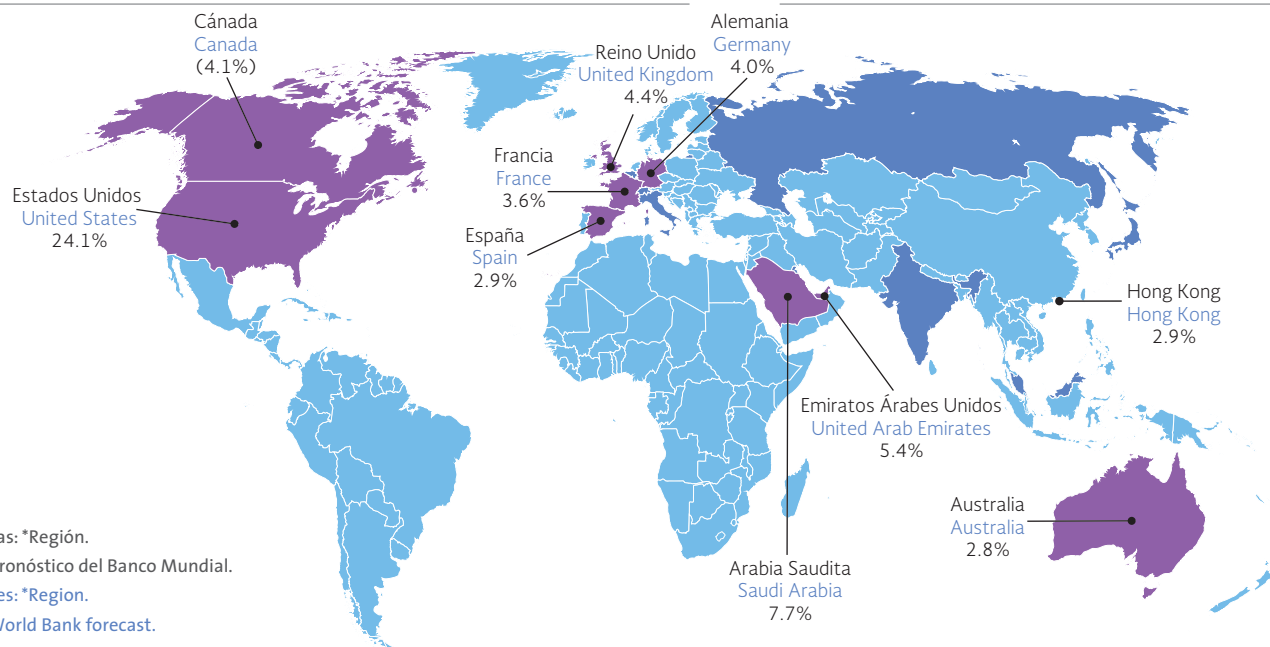 Cánada
Canada
(4.1%)
Alemania
Germany
4.0%
Reino Unido
United Kingdom
4.4%
Francia
France
3.6%
Estados Unidos
United States
24.1%
España
Spain
2.9%
Hong Kong
Hong Kong
2.9%
Emiratos Árabes Unidos
United Arab Emirates
5.4%
Australia
Australia
2.8%
Arabia Saudita
Saudi Arabia
7.7%
as: *Región.
ronóstico del Banco Mundial.
es: *Region.
World Bank forecast.